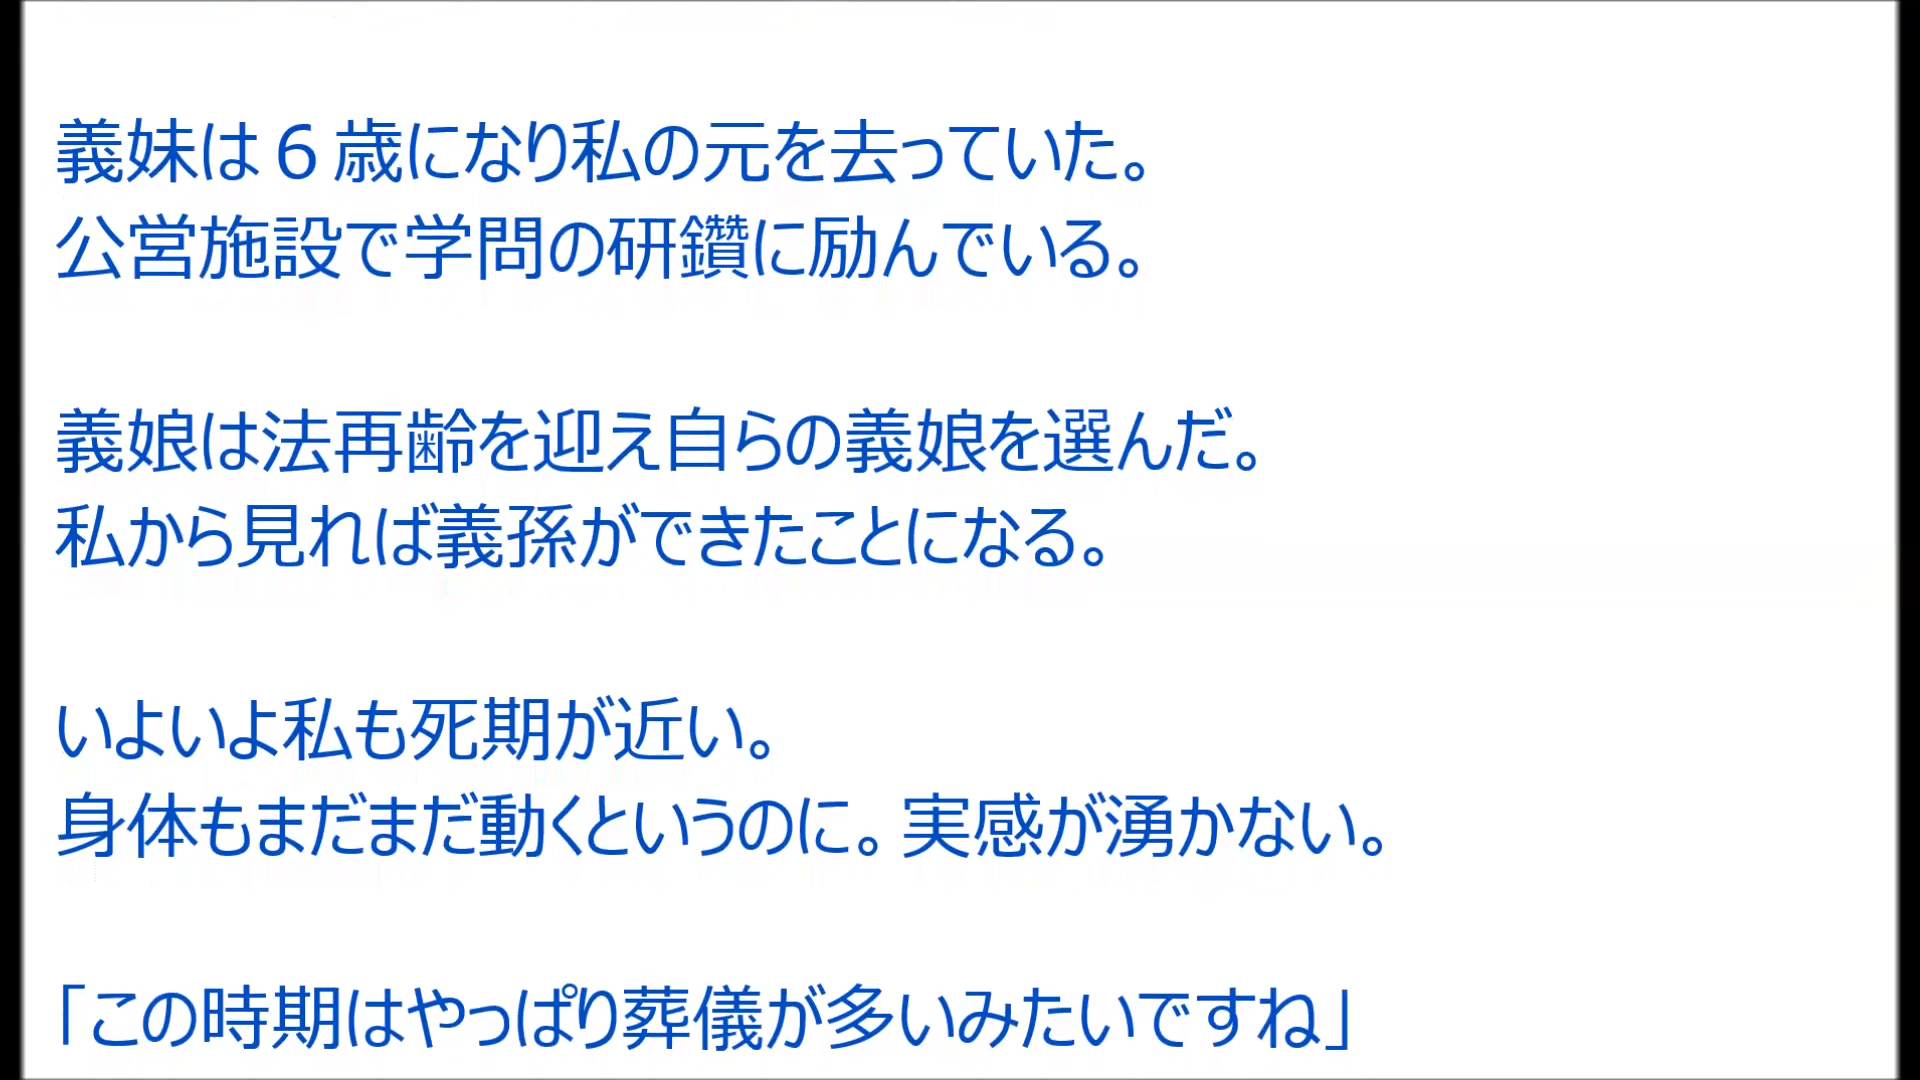 義妹は６歳になり私の元を去っていた。
公営施設で学問の研鑽に励んでいる。
義娘は法再齢を迎え自らの義娘を選んだ。
私から見れば義孫ができたことになる。
いよいよ私も死期が近い。
身体もまだまだ動くというのに。実感が湧かない。
「この時期はやっぱり葬儀が多いみたいですね」